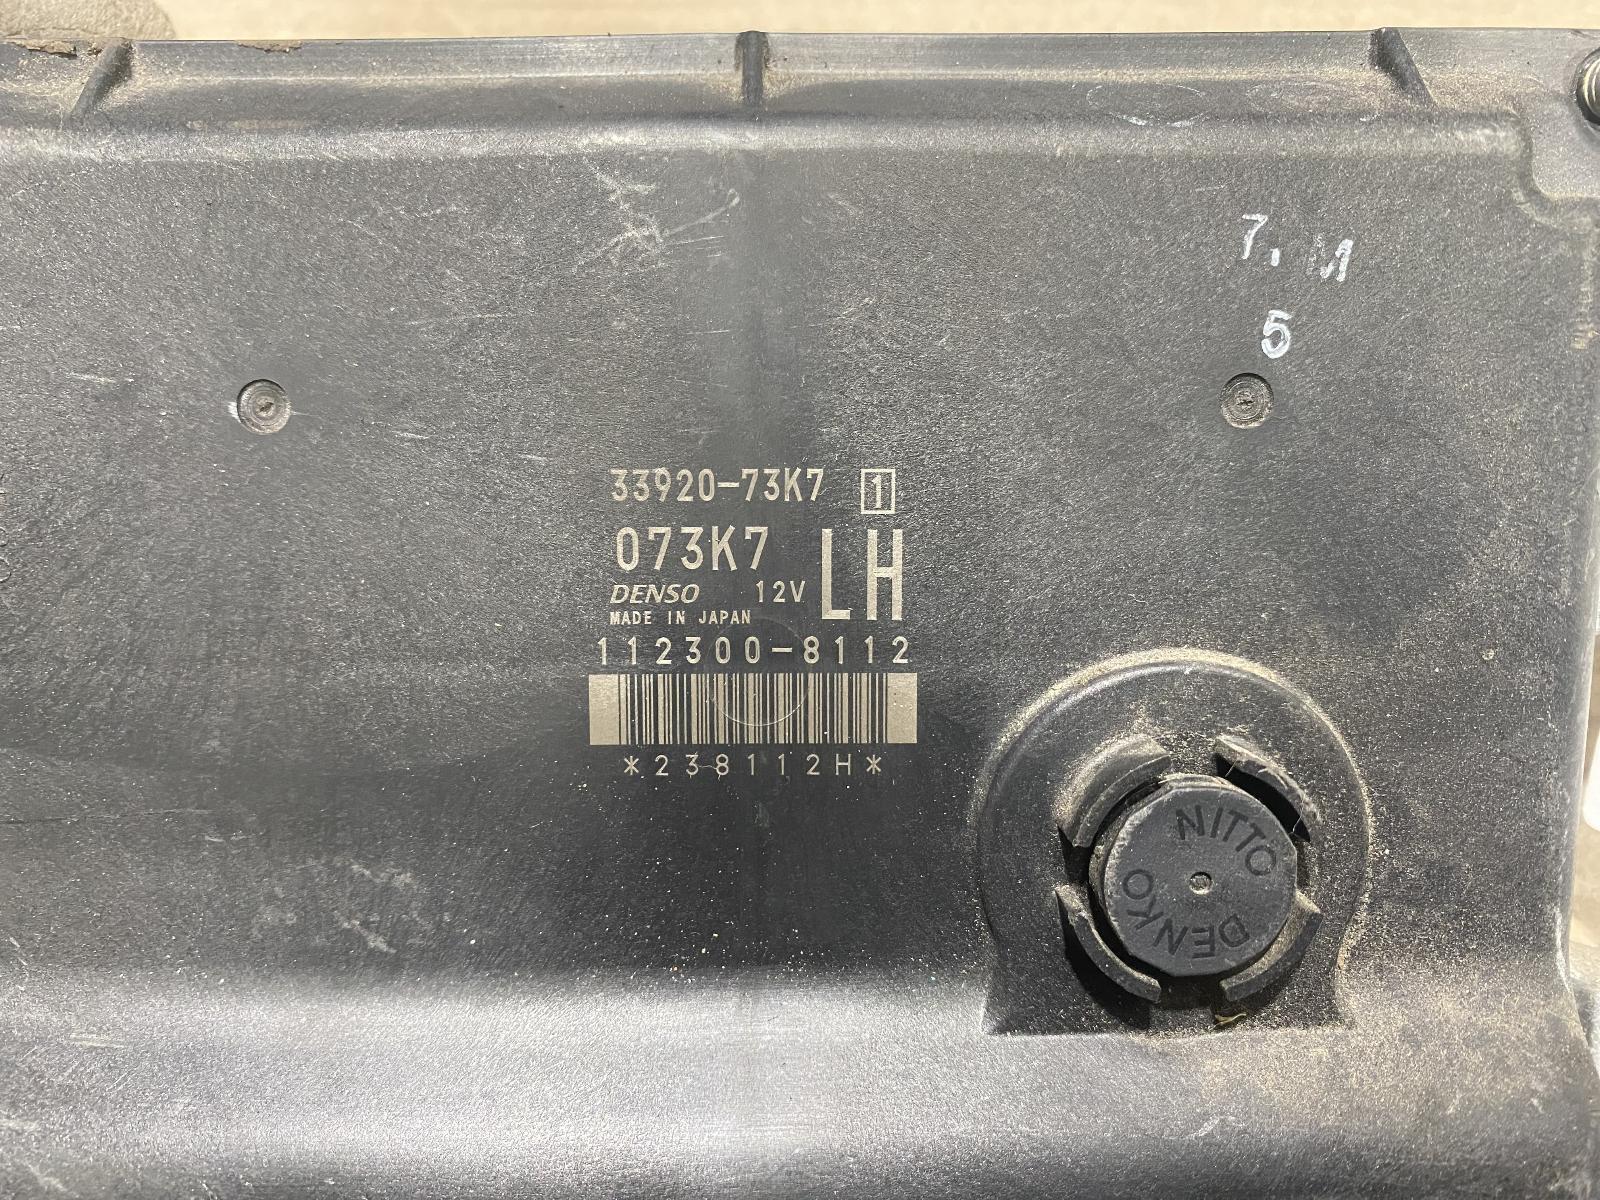 7. M
5
33920-73K7 1
073K7 LH
DENSO 12V
MADE IN JAPAN
112300-8112
*238112H*
NITTO
DENKO